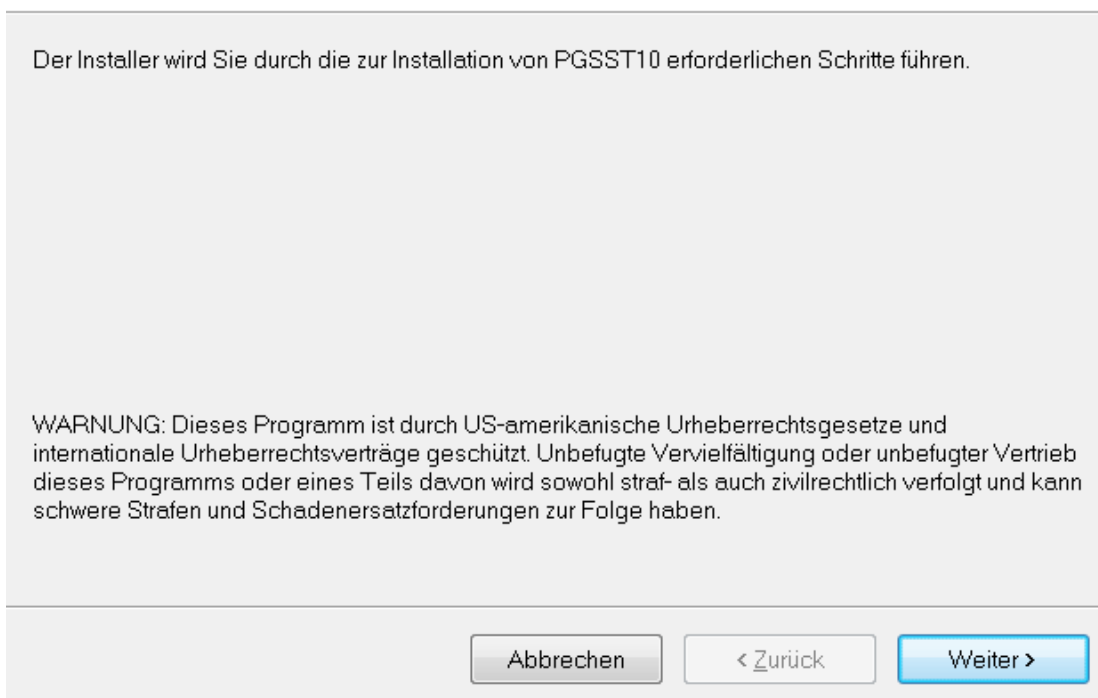 Der Installer wird Sie durch die zur Installation von PGSST10 erforderlichen Schritte führen.
WARNUNG: Dieses Programm ist durch US-amerikanische Urheberrechtsgesetze und
internationale Urheberrechtsverträge geschützt. Unbefugte Vervielfältigung oder unbefugter Vertrieb
dieses Programms oder eines Teils davon wird sowohl straf- als auch zivilrechtlich verfolgt und kann
schwere Strafen und Schadenersatzforderungen zur Folge haben.
Abbrechen < Zurück Weiter >